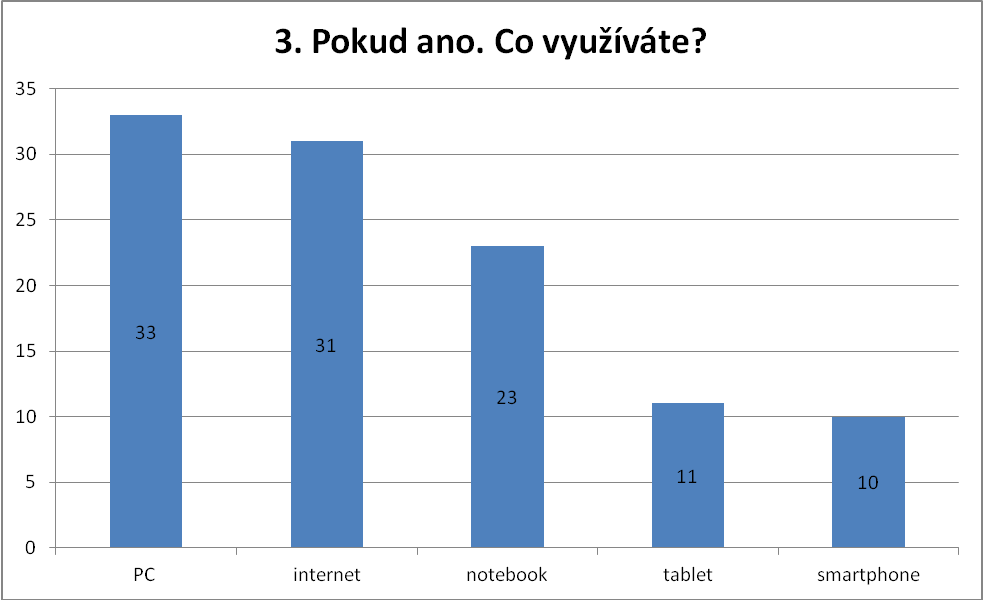 3. Pokud ano. Co využíváte?
35
30
25
20
15
10
5
0
33
31
23
11
10
PC
internet
notebook
tablet
smartphone